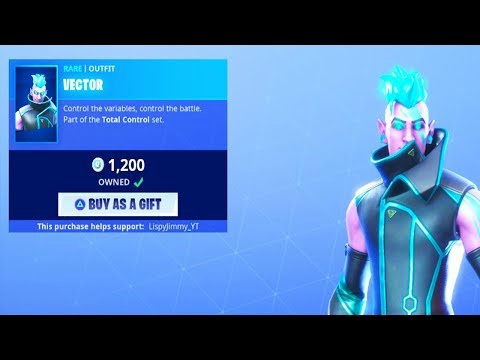 RARE | OUTFIT
VECTOR
Control the variables, control the battle.
Part of the Total Control set.
1,200
OWNED ✓
BUY AS A GIFT
This purchase helps support: LispyJimmy_YT